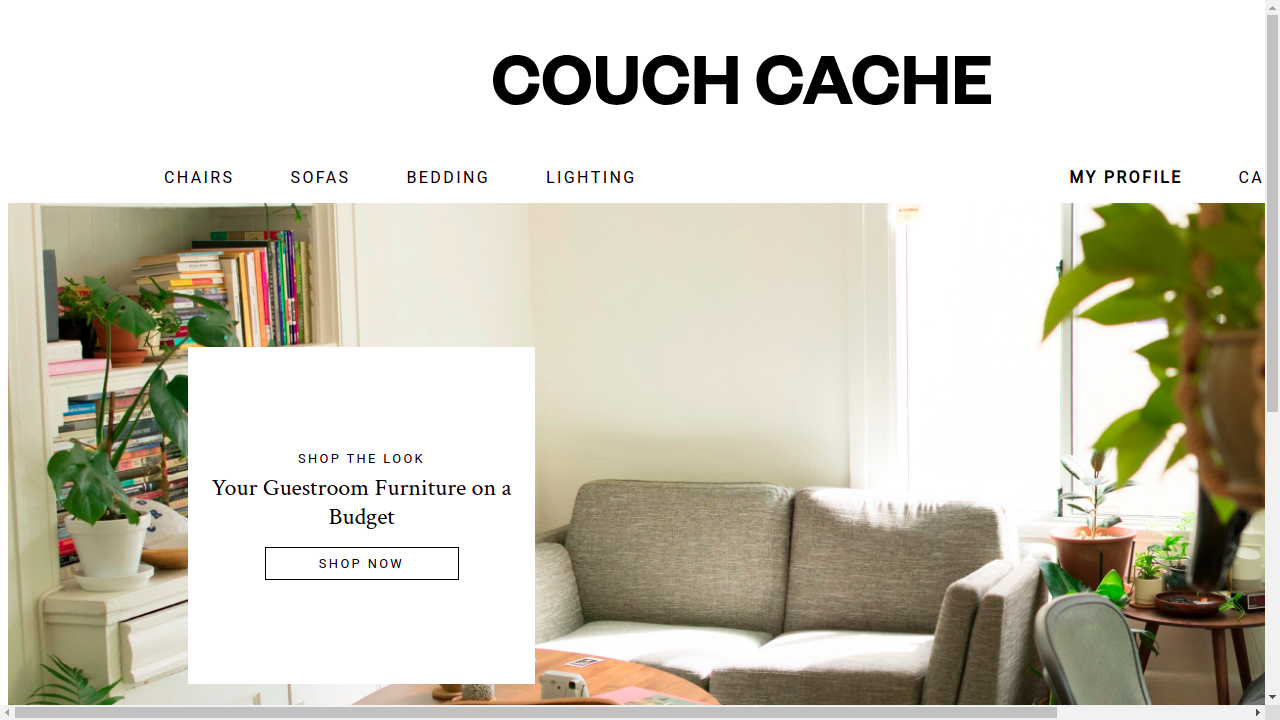 COUCH CACHE
CHAIRS
SOFAS
BEDDING
LIGHTING
MY PROFILE
CA
SHOP THE LOOK
Your Guestroom Furniture on a
Budget
SHOP NOW